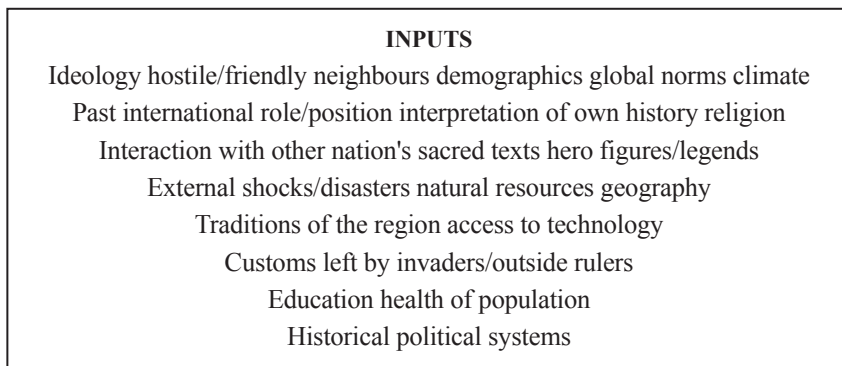 INPUTS
Ideology hostile/friendly neighbours demographics global norms climate
Past international role/position interpretation of own history religion
Interaction with other nation's sacred texts hero figures/legends
External shocks/disasters natural resources geography
Traditions of the region access to technology
Customs left by invaders/outside rulers
Education health of population
Historical political systems